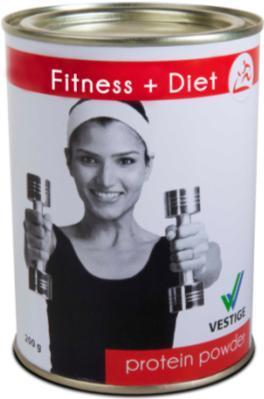 Fitness + Diet
VESTIGE
200 g
protein powder